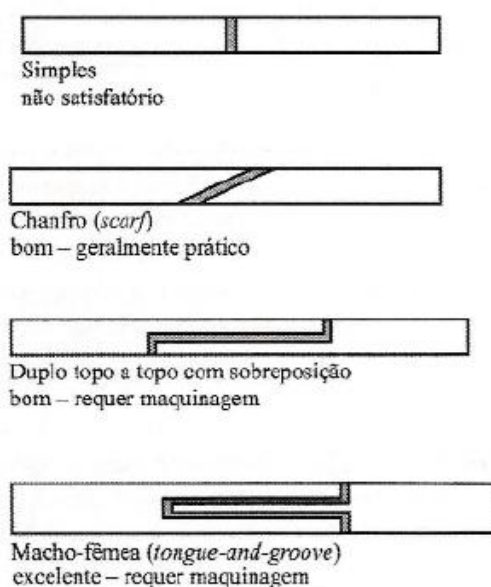 Simples
não satisfatório
Chanfro (scarf)
bom – geralmente prático
Duplo topo a topo com sobreposição
bom – requer maquinagem
Macho-fêmea (tongue-and-groove)
excelente – requer maquinagem